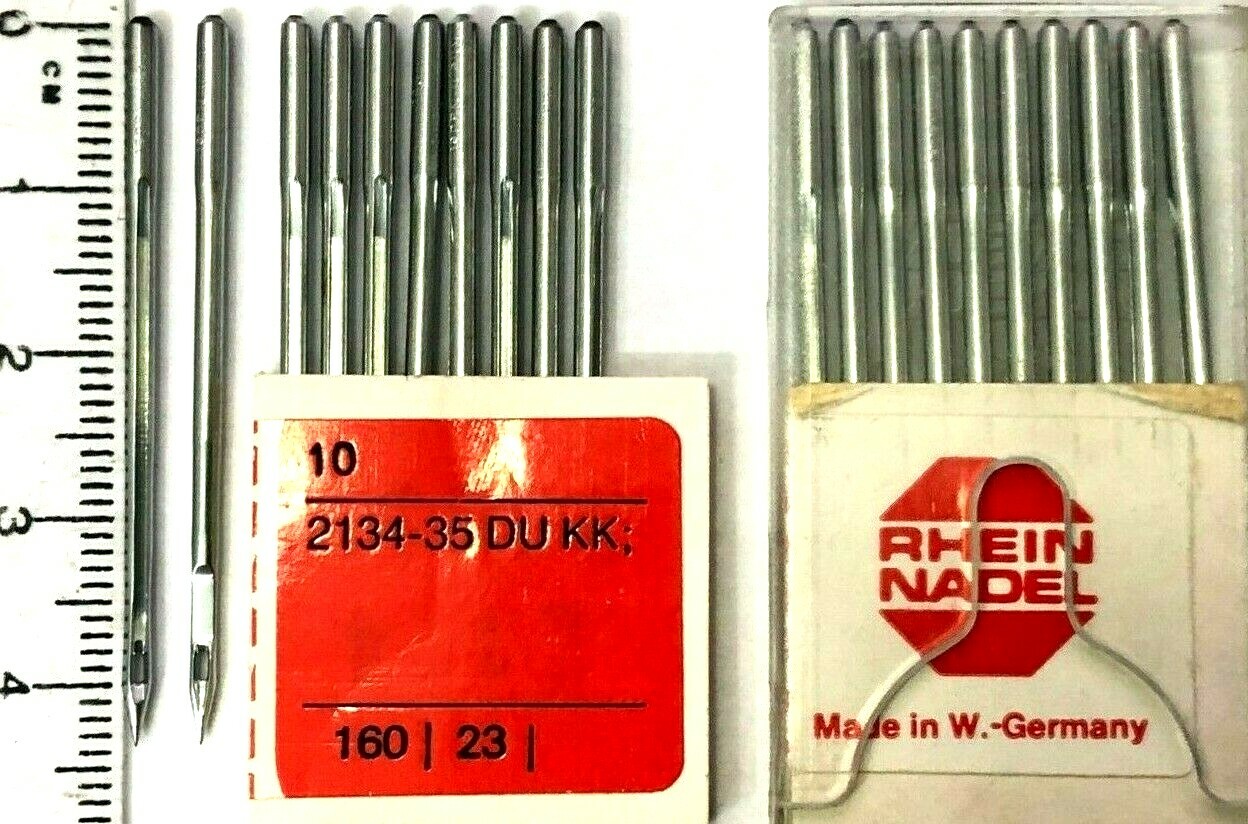 0
CM
1
2
3
4
10
2134-35 DU KK;
160 | 23 |
RHEIN
NADEL
Made in W.-Germany